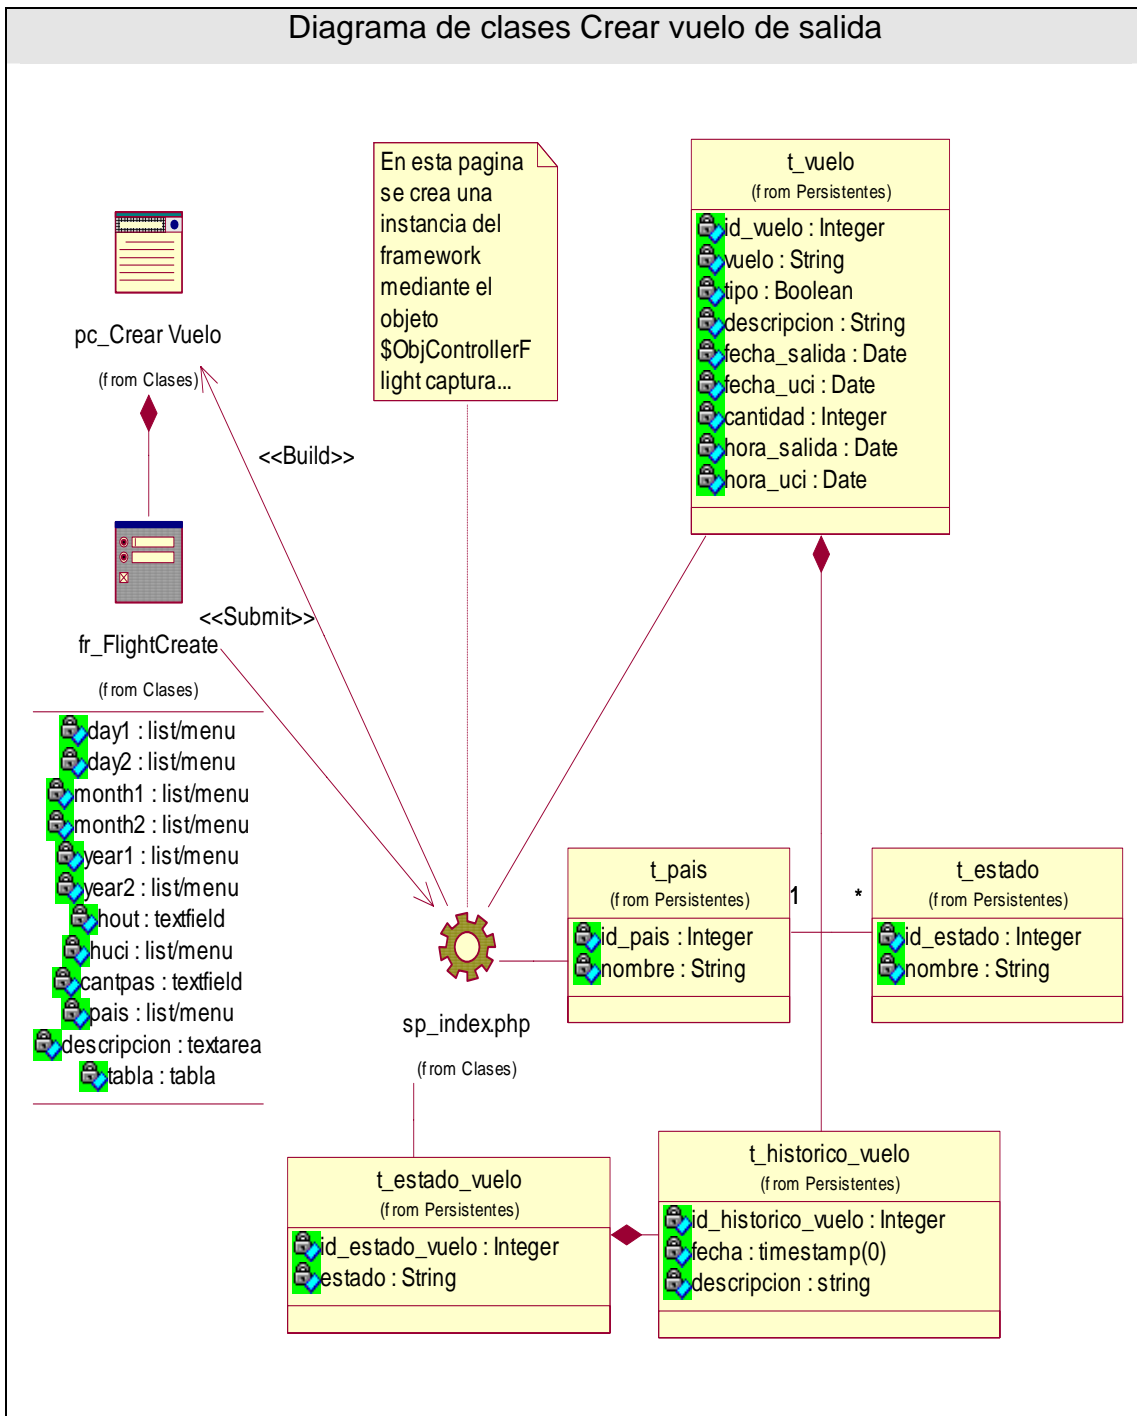 Diagrama de clases Crear vuelo de salida
En esta pagina
se crea una
instancia del
framework
mediante el
objeto
$ObjControllerF
light captura...
t_vuelo
(from Persistentes)
id_vuelo : Integer
vuelo : String
tipo : Boolean
descripcion : String
fecha_salida : Date
fecha_uci : Date
cantidad : Integer
hora_salida : Date
hora_uci : Date
pc_Crear Vuelo
(from Clases)
<<Build>>
<<Submit>>
fr_FlightCreate
(from Clases)
day1 : list/menu
day2 : list/menu
month1 : list/menu
month2 : list/menu
year1 : list/menu
year2 : list/menu
hout : textfield
huci : list/menu
cantpas : textfield
pais : list/menu
descripcion : textarea
tabla : tabla
sp_index.php
(from Clases)
t_pais
(from Persistentes)
id_pais : Integer
nombre : String
1
*
t_estado
(from Persistentes)
id_estado : Integer
nombre : String
t_estado_vuelo
(from Persistentes)
id_estado_vuelo : Integer
estado : String
t_historico_vuelo
(from Persistentes)
id_historico_vuelo : Integer
fecha : timestamp(0)
descripcion : string